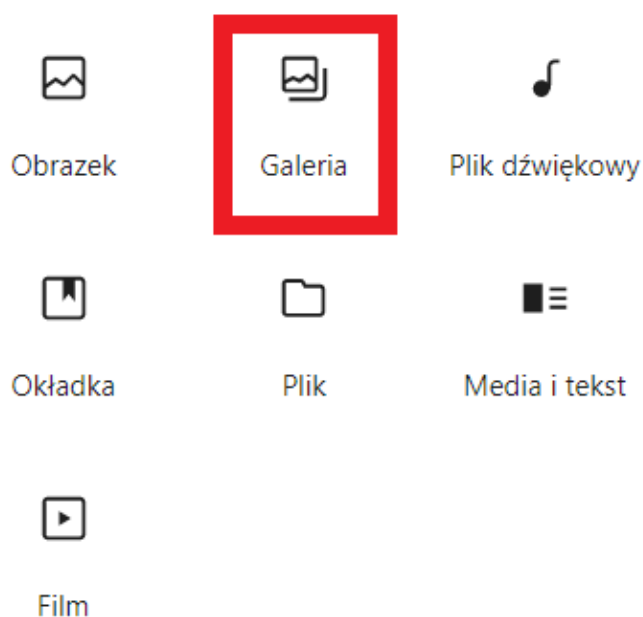 Obrazek
Galeria
Plik dźwiękowy
Okładka
Plik
Media i tekst
Film